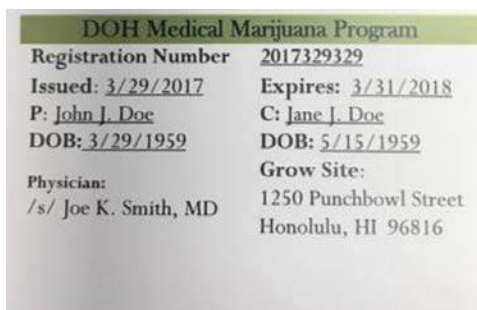 DOH Medical Marijuana Program
Registration Number 2017329329
Issued: 3/29/2017 Expires: 3/31/2018
P: John J. Doe C: Jane J. Doe
DOB: 3/29/1959 DOB: 5/15/1959
Physician:
/s/ Joe K. Smith, MD
Grow Site:
1250 Punchbowl Street
Honolulu, HI 96816